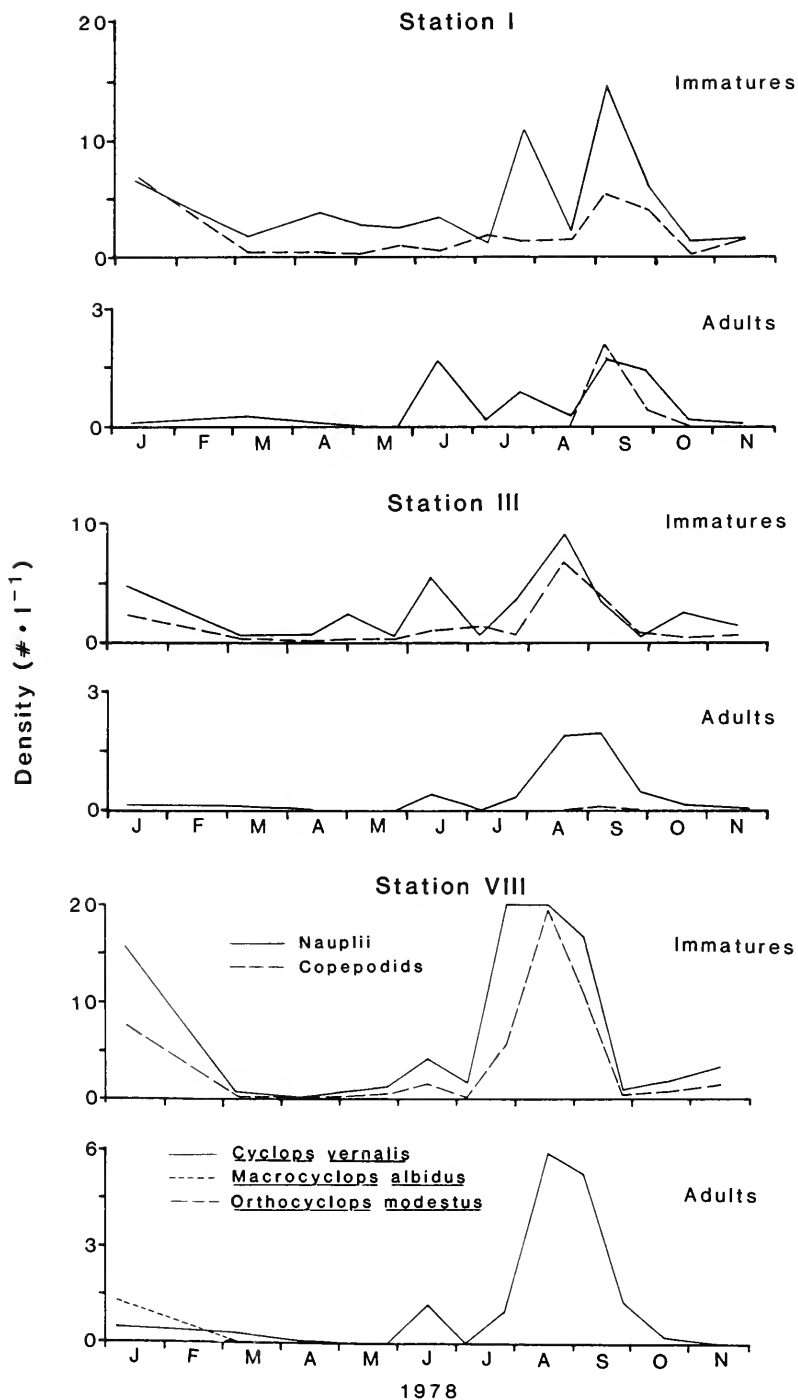 Station I
20
Immatures
10
0
3
Adults
0
J F M A M J J A S O N
Station III
10
Immatures
0
3
Adults
0
J F M A M J J A S O N
Density (# • l⁻¹)
Station VIII
20
Nauplii
Immatures
Copepodids
10
0
6
Cyclops vernalis
Macrocyclops albidus
Adults
Orthocyclops modestus
3
0
J F M A M J J A S O N
1978